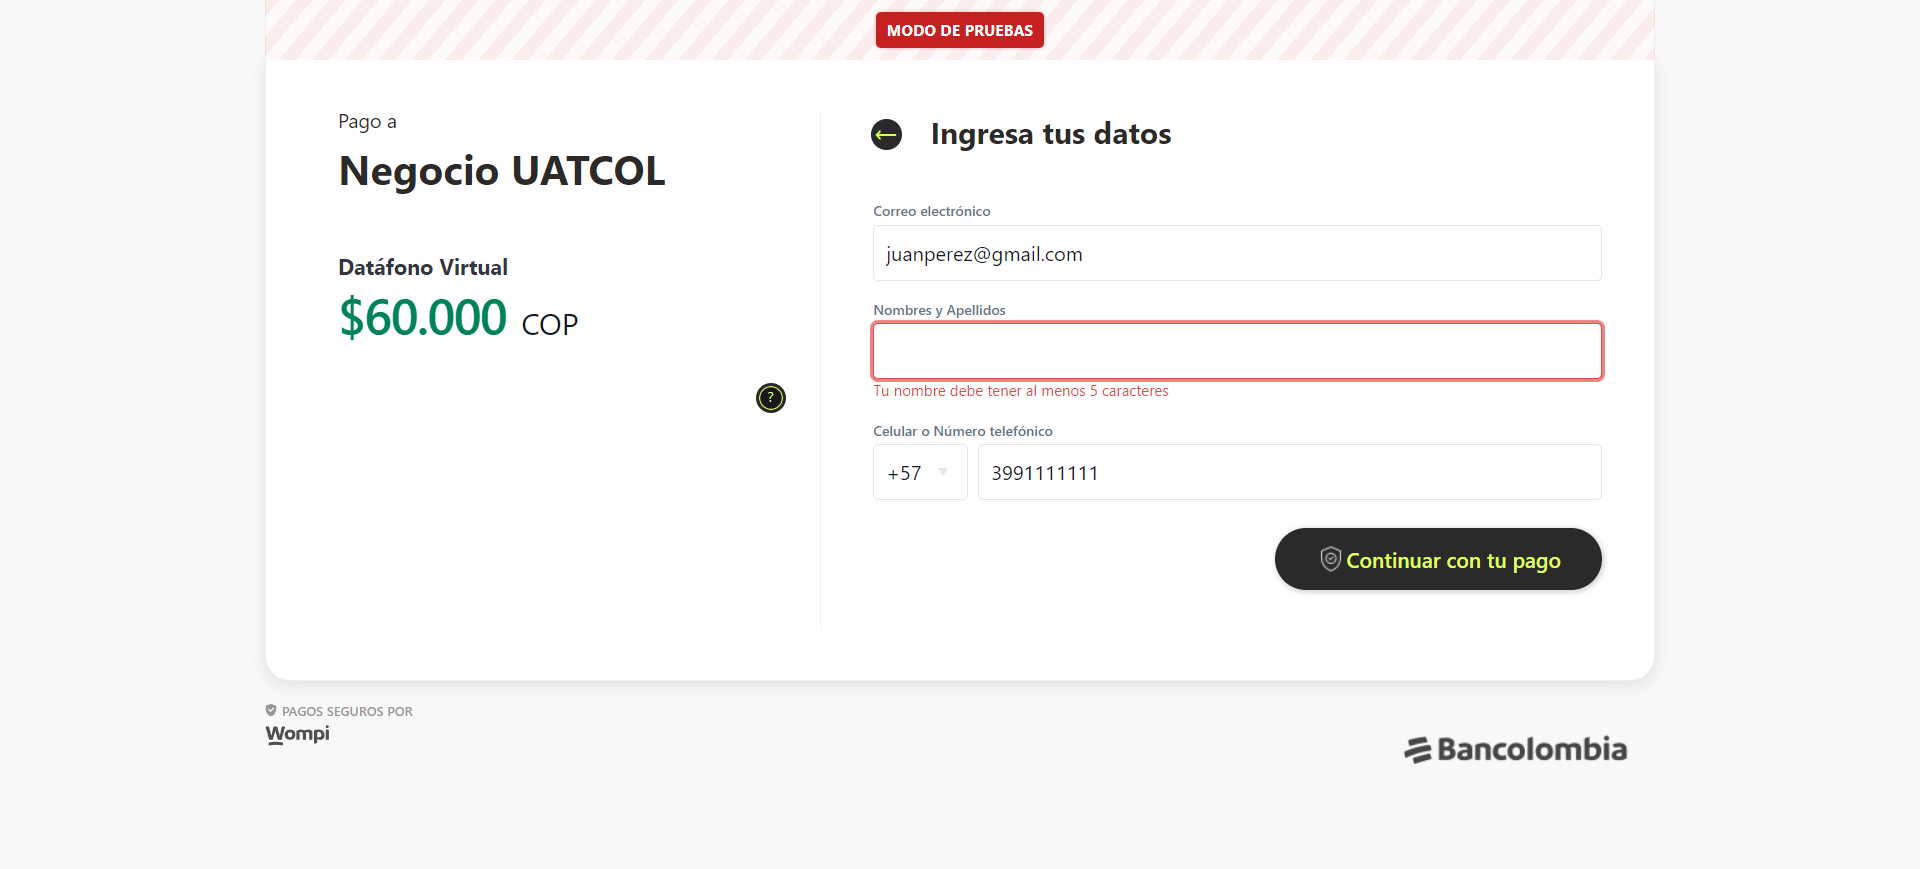 MODO DE PRUEBAS
Pago a
Negocio UATCOL
Datáfono Virtual
$60.000 COP
?
Ingresa tus datos
Correo electrónico
juanperez@gmail.com
Nombres y Apellidos
Tu nombre debe tener al menos 5 caracteres
Celular o Número telefónico
+57 3991111111
Continuar con tu pago
PAGOS SEGUROS POR
Wompi
Bancolombia